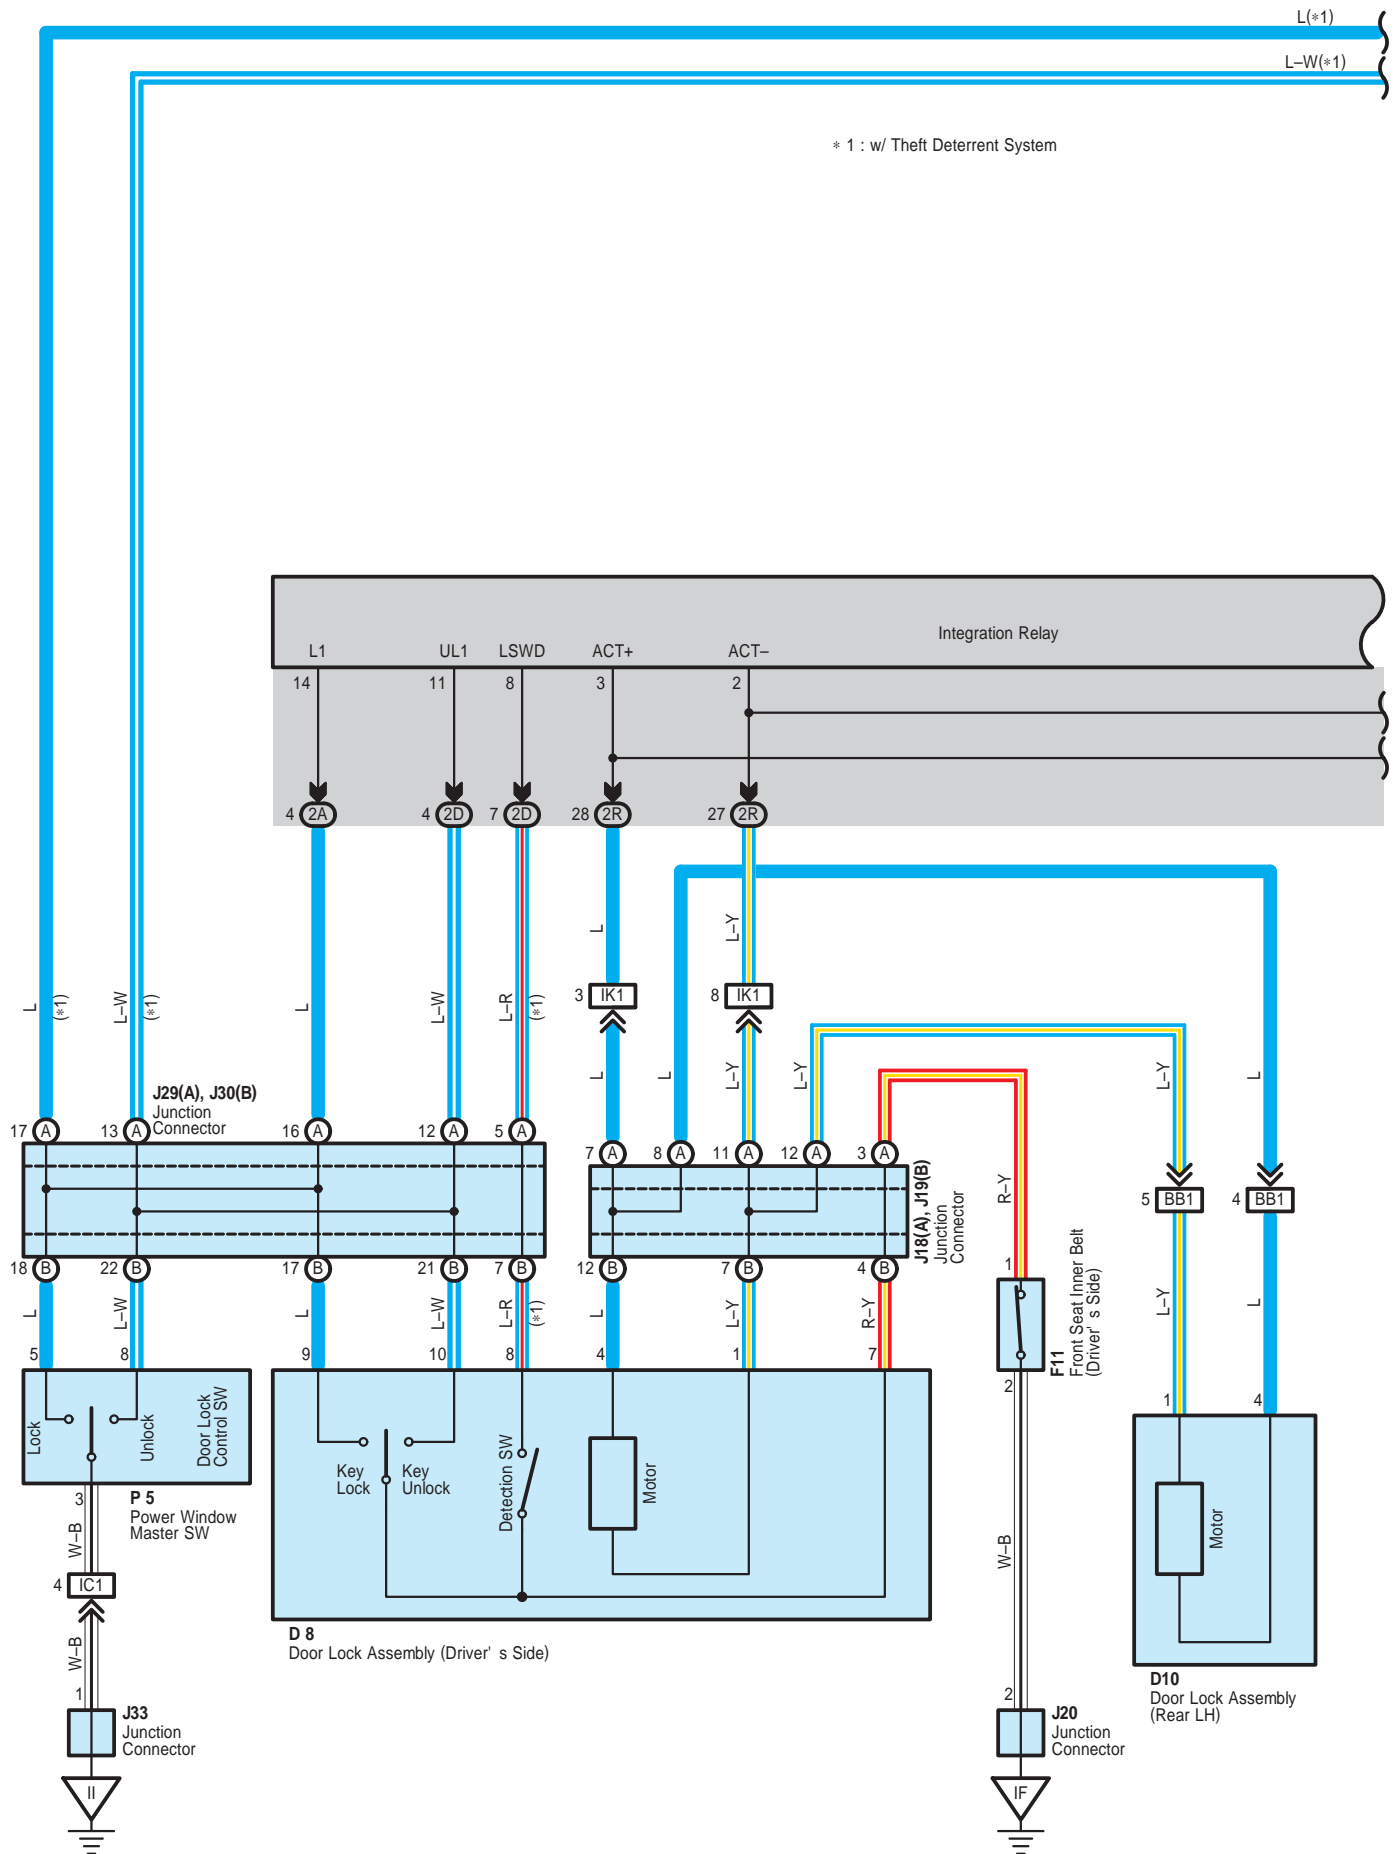 L(∗1)
L–W(∗1)
∗ 1 : w/ Theft Deterrent System
Integration Relay
L1 UL1 LSWD ACT+ ACT–
14 11 8 3 2
4 2A 4 2D 7 2D 28 2R 27 2R
L L–Y
3 IK1 8 IK1
L (∗1) L–W (∗1) L L–W L–R (∗1)
L L L–Y L–Y L–Y L
J29(A), J30(B)
Junction
Connector
17 A 13 A 16 A 12 A 5 A
7 A 8 A 11 A 12 A 3 A
J18(A), J19(B)
Junction
Connector
R–Y
5 BB1 4 BB1
18 B 22 B 17 B 21 B 7 B 12 B 7 B 4 B
L L–W L L–W L–R (∗1) L L–Y R–Y
L–Y L
1
F11
Front Seat Inner Belt
(Driver' s Side)
2
5 8 9 10 8 4 1 7
1 4
Lock
Unlock
Door Lock
Control SW
Key
Lock
Key
Unlock
Detection SW
Motor
Motor
3
P 5
Power Window
Master SW
W–B
4 IC1
W–B
1
W–B
2
D 8
Door Lock Assembly (Driver' s Side)
D10
Door Lock Assembly
(Rear LH)
J33
Junction
Connector
J20
Junction
Connector
II
IF